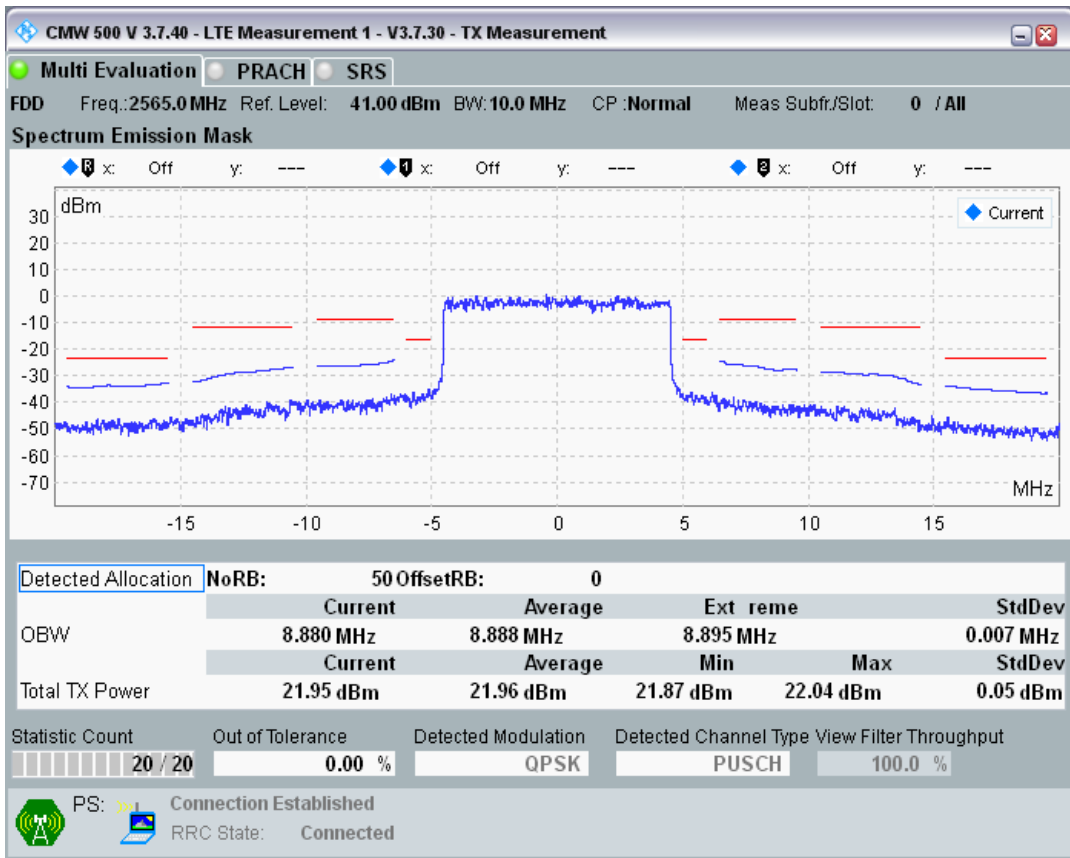 CMW 500 V 3.7.40 - LTE Measurement 1 - V3.7.30 - TX Measurement
Multi Evaluation PRACH SRS
FDD Freq.:2565.0 MHz Ref. Level: 41.00 dBm BW:10.0 MHz CP :Normal Meas Subfr./Slot: 0 / All
Spectrum Emission Mask
R x: Off y: --- 1 x: Off y: --- 2 x: Off y: ---
dBm
Current
30
20
10
0
-10
-20
-30
-40
-50
-60
-70
MHz
-15 -10 -5 0 5 10 15
Detected Allocation NoRB: 50 OffsetRB: 0
Current Average Ext reme StdDev
OBW 8.880 MHz 8.888 MHz 8.895 MHz 0.007 MHz
Current Average Min Max StdDev
Total TX Power 21.95 dBm 21.96 dBm 21.87 dBm 22.04 dBm 0.05 dBm
Statistic Count Out of Tolerance Detected Modulation Detected Channel Type View Filter Throughput
20 / 20 0.00 % QPSK PUSCH 100.0 %
PS: Connection Established
RRC State: Connected